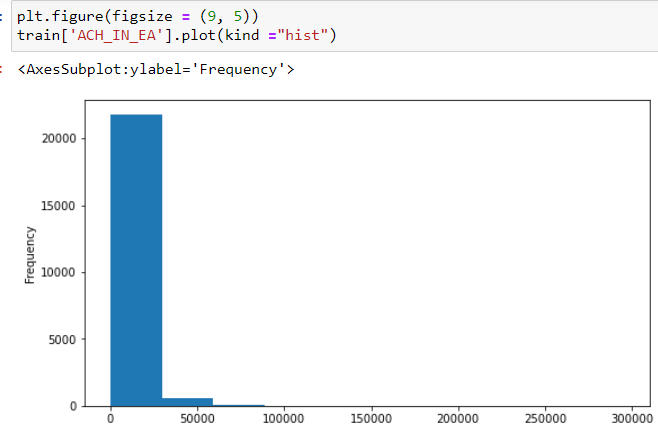 : plt.figure(figsize = (9, 5))
train['ACH_IN_EA'].plot(kind ="hist")
: <AxesSubplot:ylabel='Frequency'>
20000
15000
10000
5000
0
Frequency
0 50000 100000 150000 200000 250000 300000